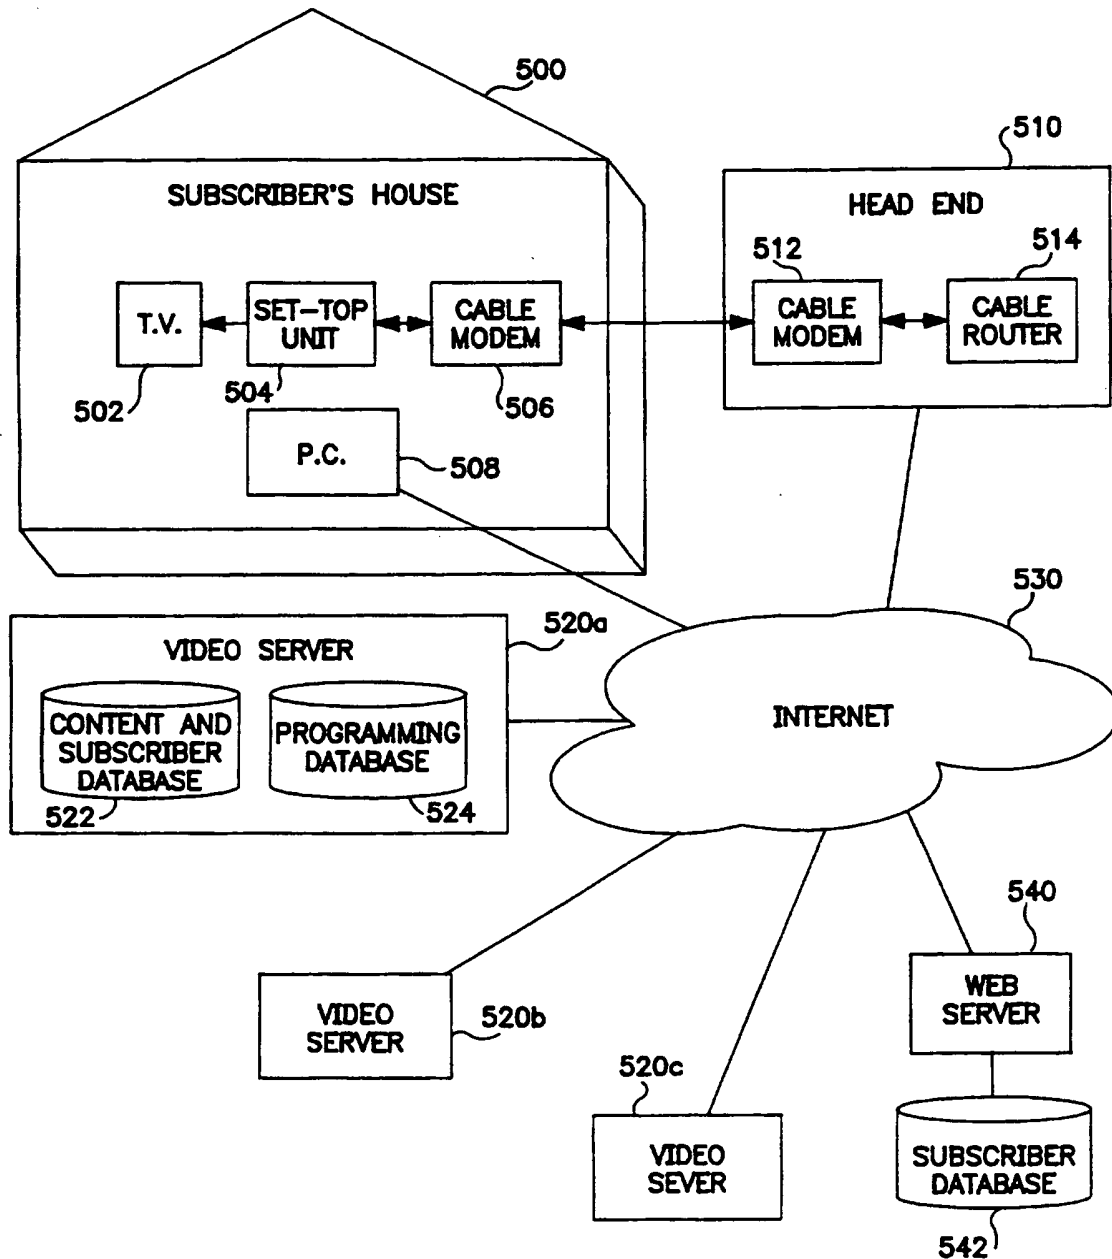 500
510
SUBSCRIBER'S HOUSE
HEAD END
512
514
T.V.
SET-TOP
UNIT
CABLE
MODEM
CABLE
MODEM
CABLE
ROUTER
502
504
506
P.C.
508
530
520a
VIDEO SERVER
CONTENT AND
SUBSCRIBER
DATABASE
PROGRAMMING
DATABASE
522
524
INTERNET
540
VIDEO
SERVER
520b
WEB
SERVER
520c
VIDEO
SEVER
SUBSCRIBER
DATABASE
542